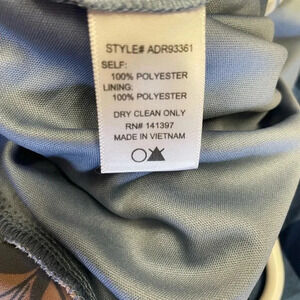 STYLE# ADR93361
SELF:
100% POLYESTER
LINING:
100% POLYESTER
DRY CLEAN ONLY
RN# 141397
MADE IN VIETNAM